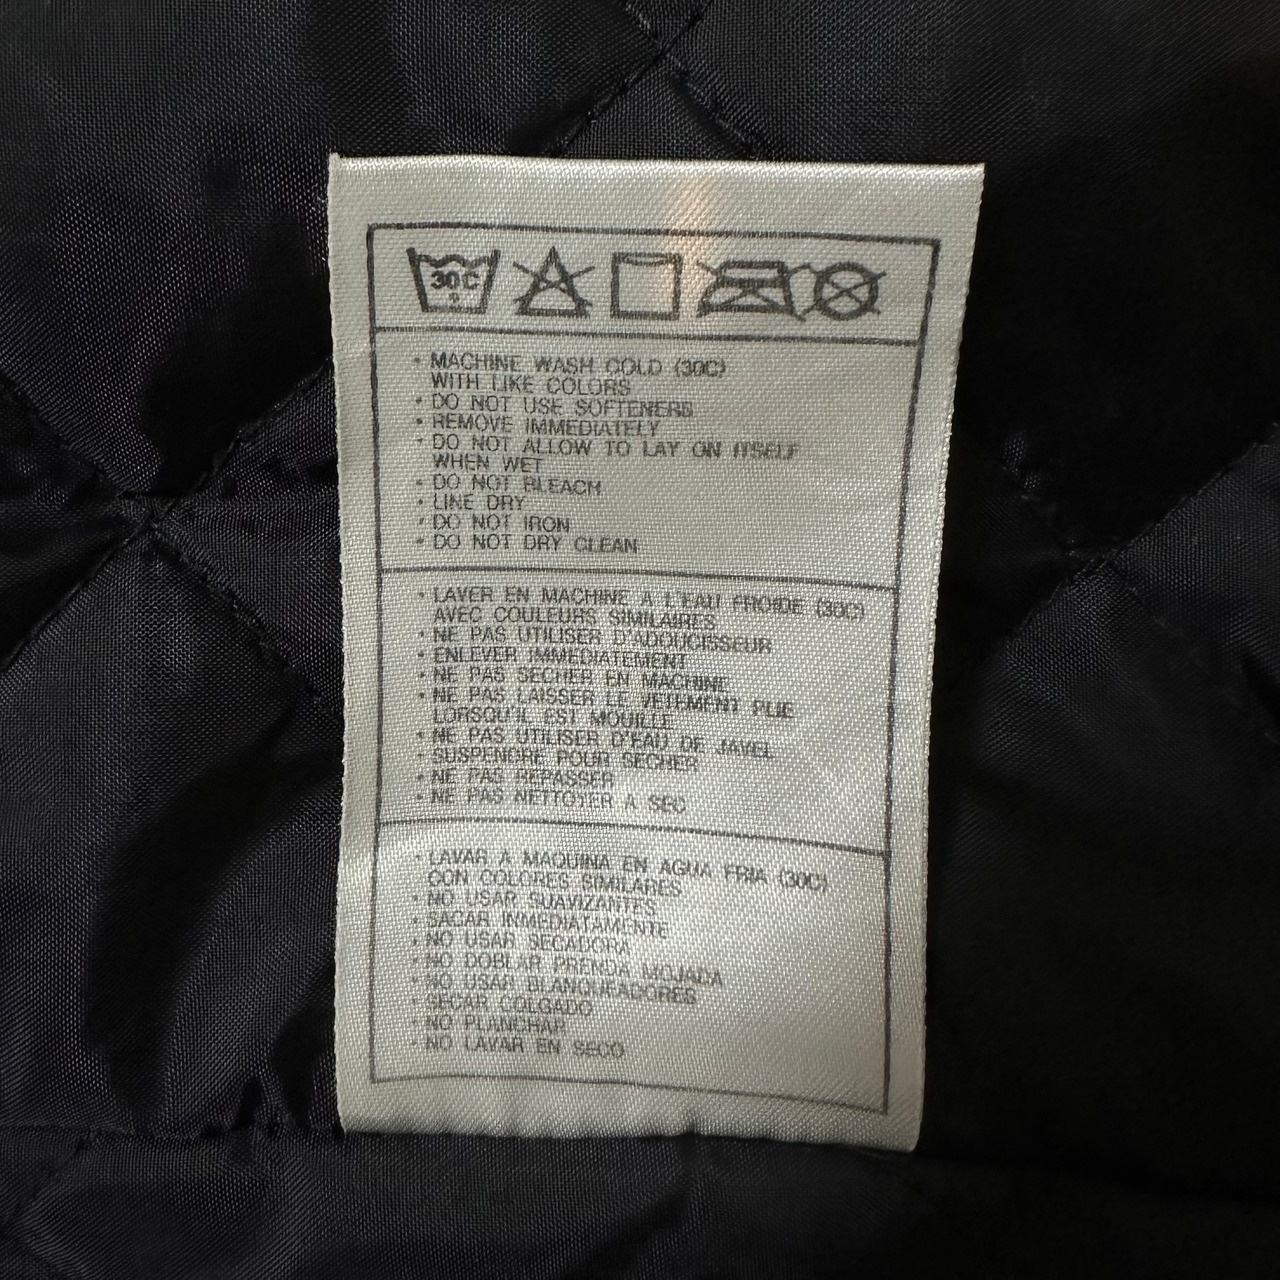 30C
• MACHINE WASH COLD (30C)
WITH LIKE COLORS
• DO NOT USE SOFTENERS
• REMOVE IMMEDIATELY
• DO NOT ALLOW TO LAY ON ITSELF
WHEN WET
• DO NOT BLEACH
• LINE DRY
• DO NOT IRON
• DO NOT DRY CLEAN
• LAVER EN MACHINE A L'EAU FROIDE (30C)
AVEC COULEURS SIMILAIRES
• NE PAS UTILISER D'ADOUCISSEUR
• ENLEVER IMMEDIATEMENT
• NE PAS SECHER EN MACHINE
• NE PAS LAISSER LE VETEMENT PLIE
LORSQU'IL EST MOUILLE
• NE PAS UTILISER D'EAU DE JAVEL
• SUSPENDRE POUR SECHER
• NE PAS REPASSER
• NE PAS NETTOYER A SEC
• LAVAR A MAQUINA EN AGUA FRIA (30C)
CON COLORES SIMILARES
• NO USAR SUAVIZANTES
• SACAR INMEDIATAMENTE
• NO USAR SECADORA
• NO DOBLAR PRENDA MOJADA
• NO USAR BLANQUEADORES
• SECAR COLGADO
• NO PLANCHAR
• NO LAVAR EN SECO